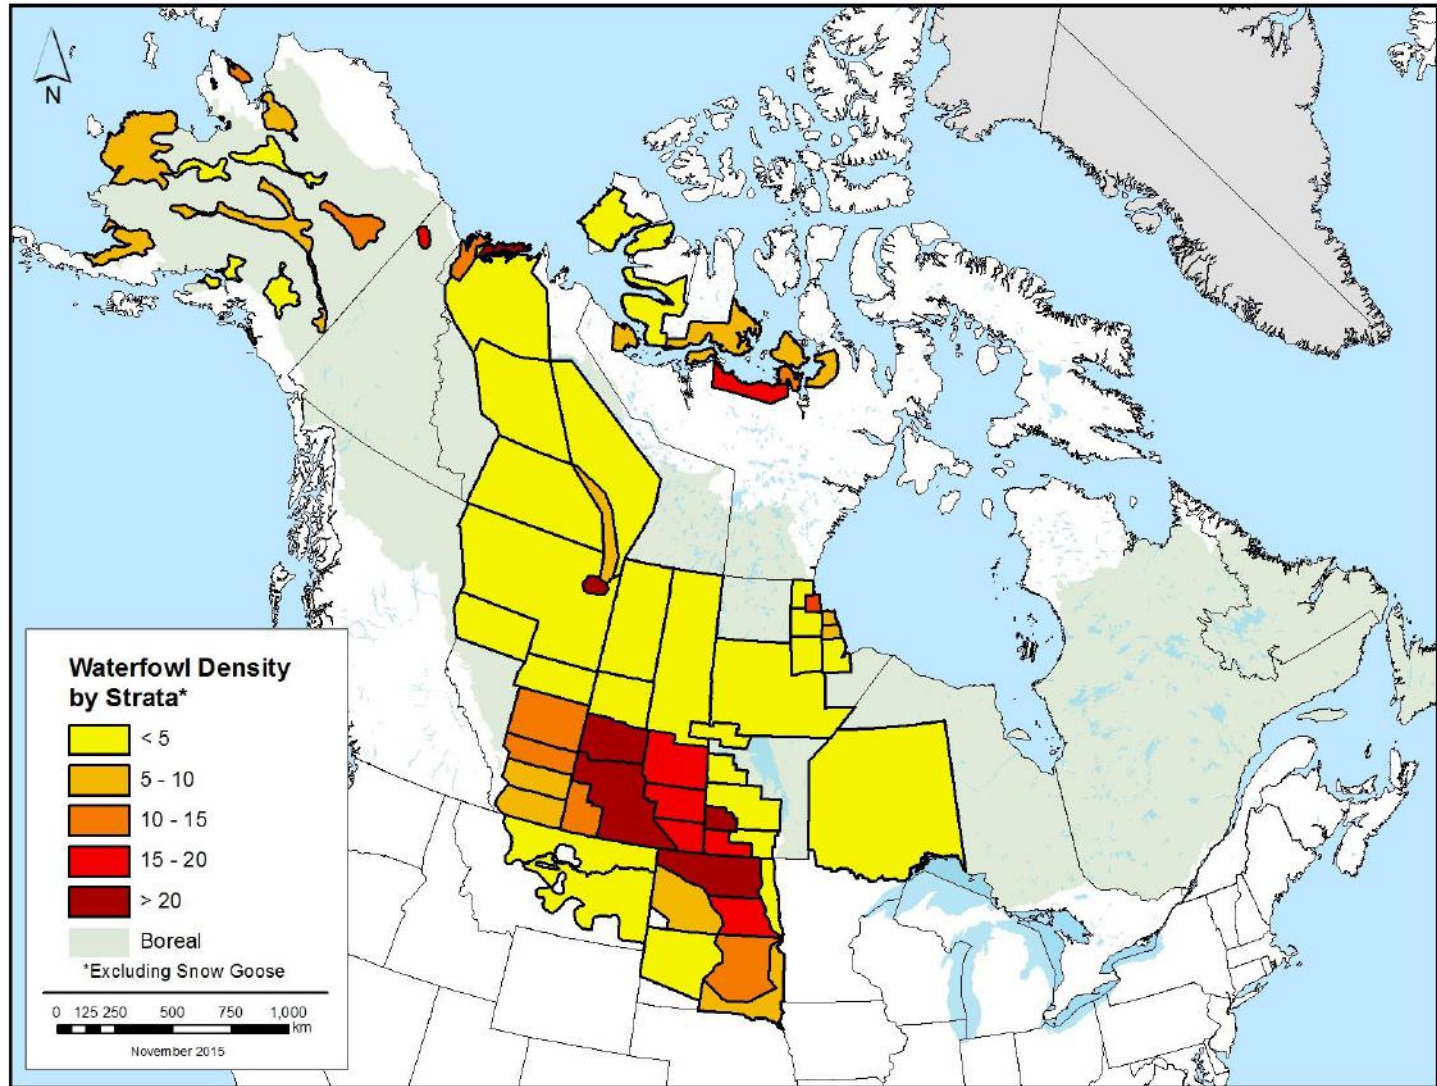 N
Waterfowl Density
by Strata*
< 5
5 - 10
10 - 15
15 - 20
> 20
Boreal
*Excluding Snow Goose
0 125 250 500 750 1,000
km
November 2015